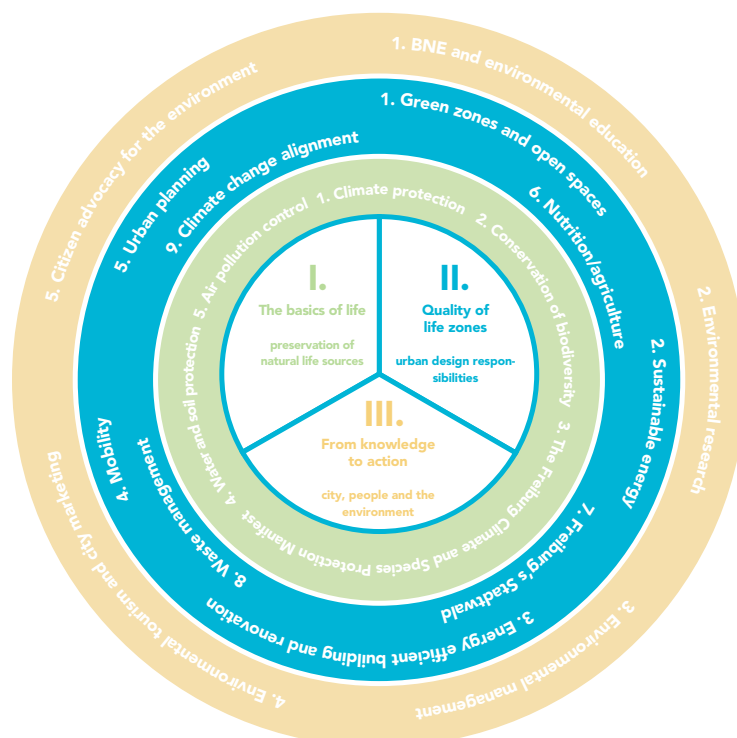 1. BNE and environmental education
2. Environmental research
3. Environmental management
4. Environmental tourism and city marketing
5. Citizen advocacy for the environment
1. Green zones and open spaces
2. Sustainable energy
3. Energy efficient building and renovation
4. Mobility
5. Urban planning
6. Nutrition/agriculture
7. Freiburg's Stadtwald
8. Waste management
9. Climate change alignment
1. Climate protection
2. Conservation of biodiversity
3. The Freiburg Climate and Species Protection Manifest
4. Water and soil protection
5. Air pollution control
I.
The basics of life
preservation of
natural life sources
II.
Quality of
life zones
urban design respon-
sibilities
III.
From knowledge
to action
city, people and the
environment